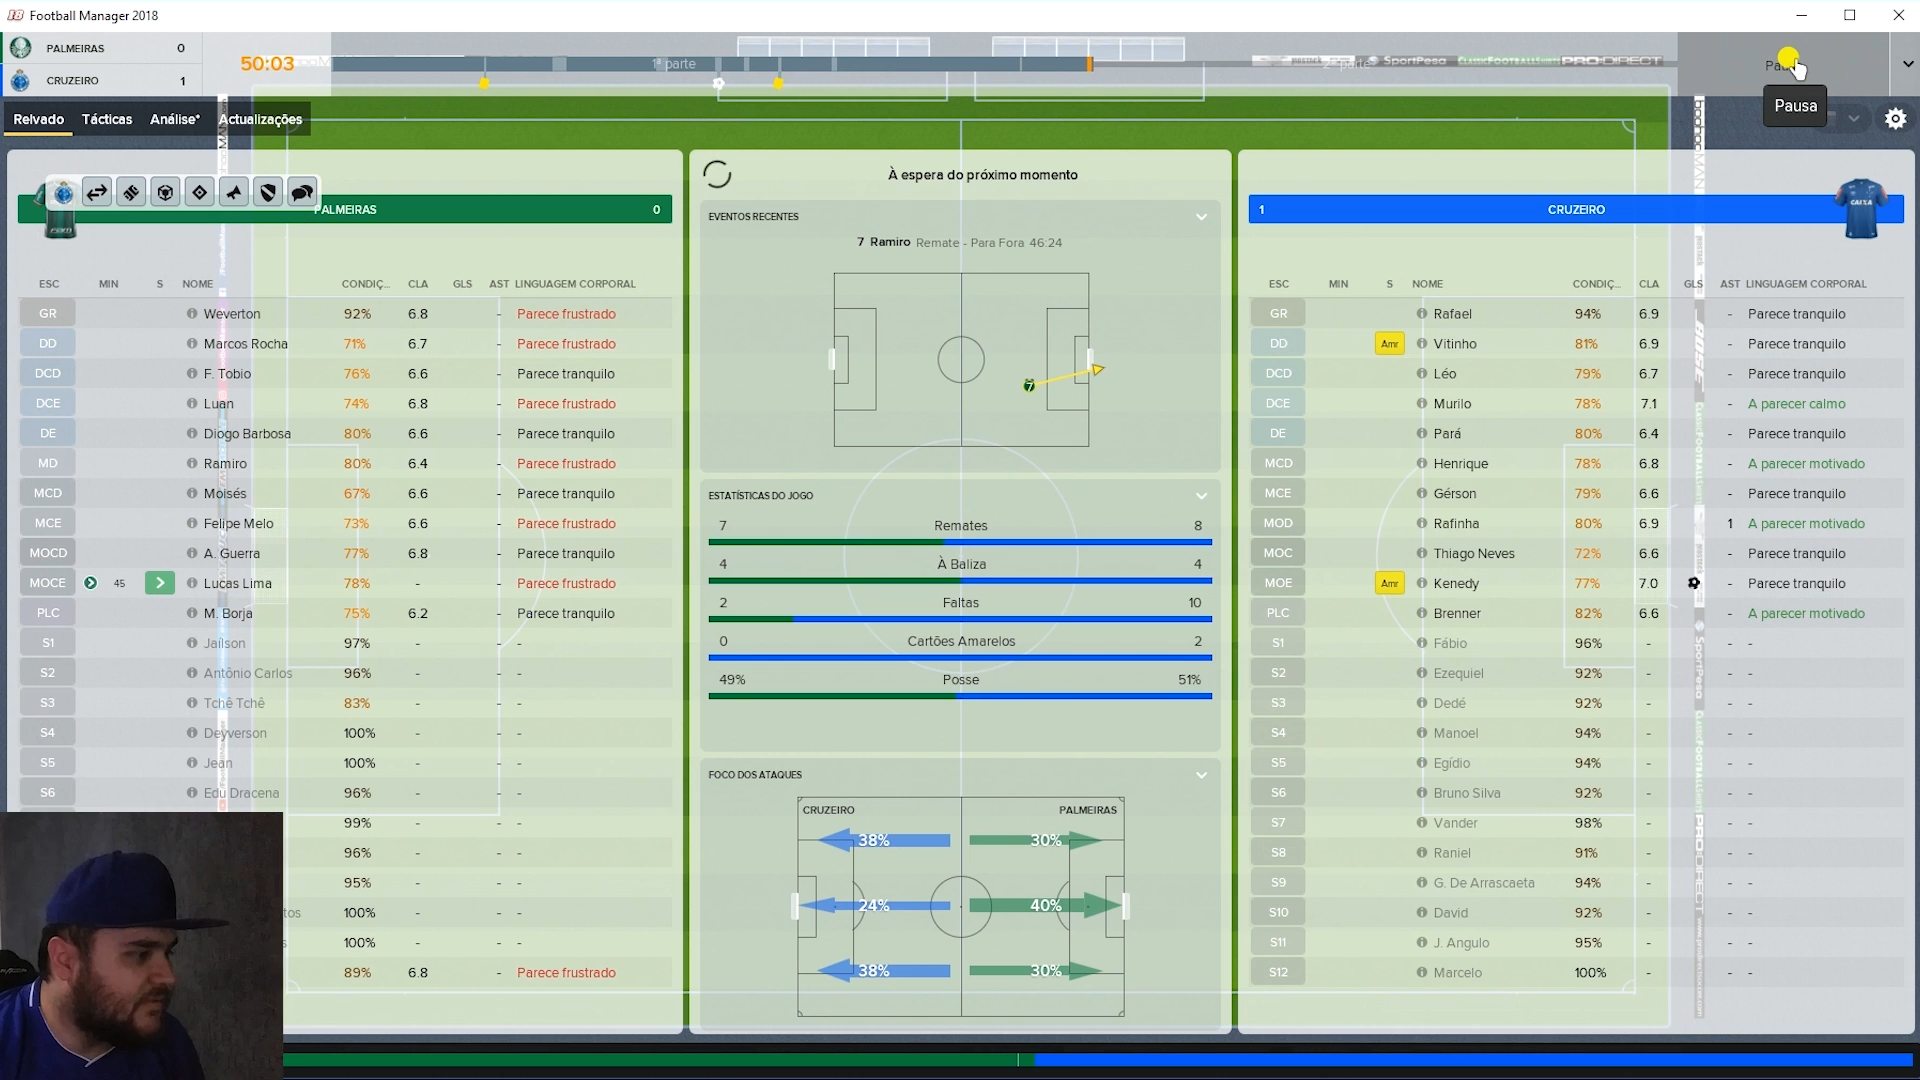 Football Manager 2018
PALMEIRAS 0
CRUZEIRO 1
50:03
1ª parte
2ª parte
SportPesa
PRO:DIRECT
Pausa
Relvado Tácticas Análise* Actualizações
PALMEIRAS 0
ESC MIN S NOME CONDIÇ... CLA GLS AST LINGUAGEM CORPORAL
GR Weverton 92% 6.8 - Parece frustrado
DD Marcos Rocha 71% 6.7 - Parece frustrado
DCD F. Tobio 76% 6.6 - Parece tranquilo
DCE Luan 74% 6.8 - Parece frustrado
DE Diogo Barbosa 80% 6.6 - Parece tranquilo
MD Ramiro 80% 6.4 - Parece frustrado
MCD Moisés 67% 6.6 - Parece tranquilo
MCE Felipe Melo 73% 6.6 - Parece frustrado
MOCD A. Guerra 77% 6.8 - Parece tranquilo
MOCE 45 Lucas Lima 78% - - Parece frustrado
PLC M. Borja 75% 6.2 - Parece tranquilo
S1 Jaílson 97% - - -
S2 Antônio Carlos 96% - - -
S3 Tchê Tchê 83% - - -
S4 Deyverson 100% - - -
S5 Jean 100% - - -
S6 Edu Dracena 96% - - -
99% - - -
96% - - -
95% - - -
tos 100% - - -
s 100% - - -
89% 6.8 - Parece frustrado
À espera do próximo momento
EVENTOS RECENTES
7 Ramiro Remate - Para Fora 46:24
7
ESTATÍSTICAS DO JOGO
7 Remates 8
4 À Baliza 4
2 Faltas 10
0 Cartões Amarelos 2
49% Posse 51%
FOCO DOS ATAQUES
CRUZEIRO PALMEIRAS
38% 30%
24% 40%
38% 30%
1 CRUZEIRO
CAIXA
ESC MIN S NOME CONDIÇ... CLA GLS AST LINGUAGEM CORPORAL
GR Rafael 94% 6.9 - Parece tranquilo
DD Amr Vitinho 81% 6.9 - Parece tranquilo
DCD Léo 79% 6.7 - Parece tranquilo
DCE Murilo 78% 7.1 - A parecer calmo
DE Pará 80% 6.4 - Parece tranquilo
MCD Henrique 78% 6.8 - A parecer motivado
MCE Gérson 79% 6.6 - Parece tranquilo
MOD Rafinha 80% 6.9 1 A parecer motivado
MOC Thiago Neves 72% 6.6 - Parece tranquilo
MOE Amr Kenedy 77% 7.0 - Parece tranquilo
PLC Brenner 82% 6.6 - A parecer motivado
S1 Fábio 96% - - -
S2 Ezequiel 92% - - -
S3 Dedé 92% - - -
S4 Manoel 94% - - -
S5 Egídio 94% - - -
S6 Bruno Silva 92% - - -
S7 Vander 98% - - -
S8 Raniel 91% - - -
S9 G. De Arrascaeta 94% - - -
S10 David 92% - - -
S11 J. Angulo 95% - - -
S12 Marcelo 100% - - -